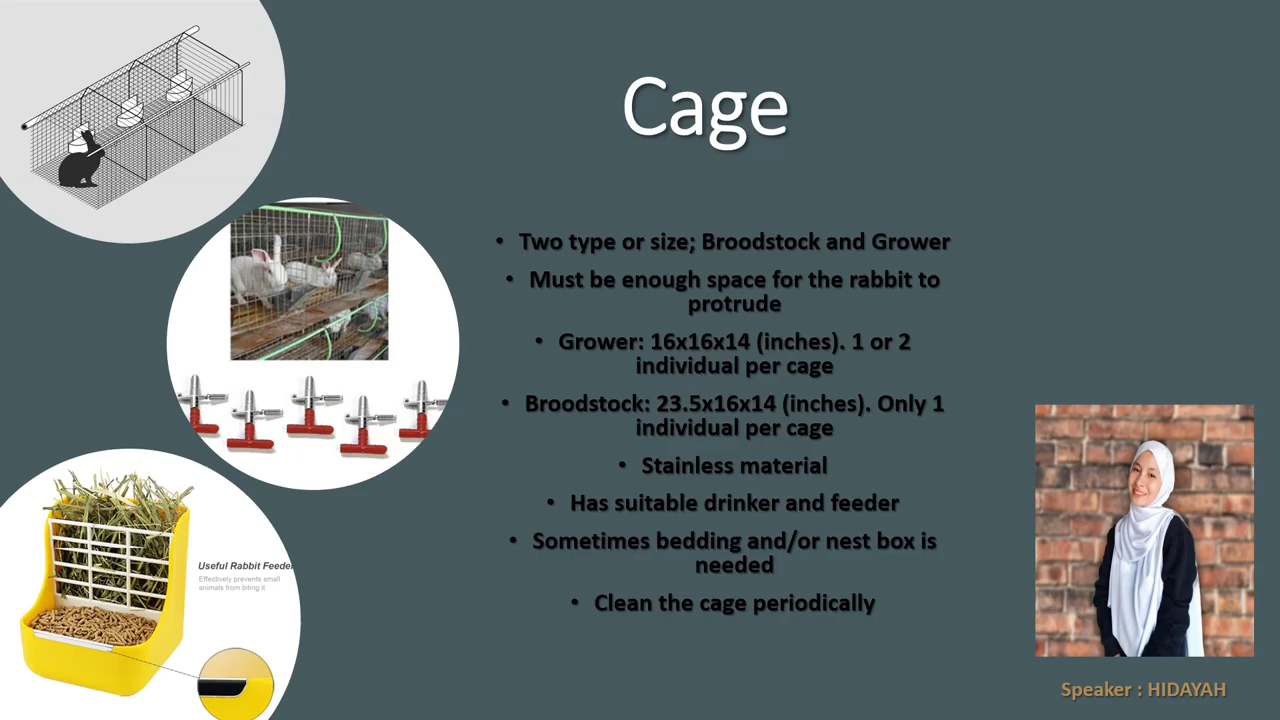 Cage
• Two type or size; Broodstock and Grower
• Must be enough space for the rabbit to
protrude
• Grower: 16x16x14 (inches). 1 or 2
individual per cage
• Broodstock: 23.5x16x14 (inches). Only 1
individual per cage
• Stainless material
• Has suitable drinker and feeder
• Sometimes bedding and/or nest box is
needed
• Clean the cage periodically
Useful Rabbit Feeder
Effectively prevents small
animals from biting it
Speaker : HIDAYAH